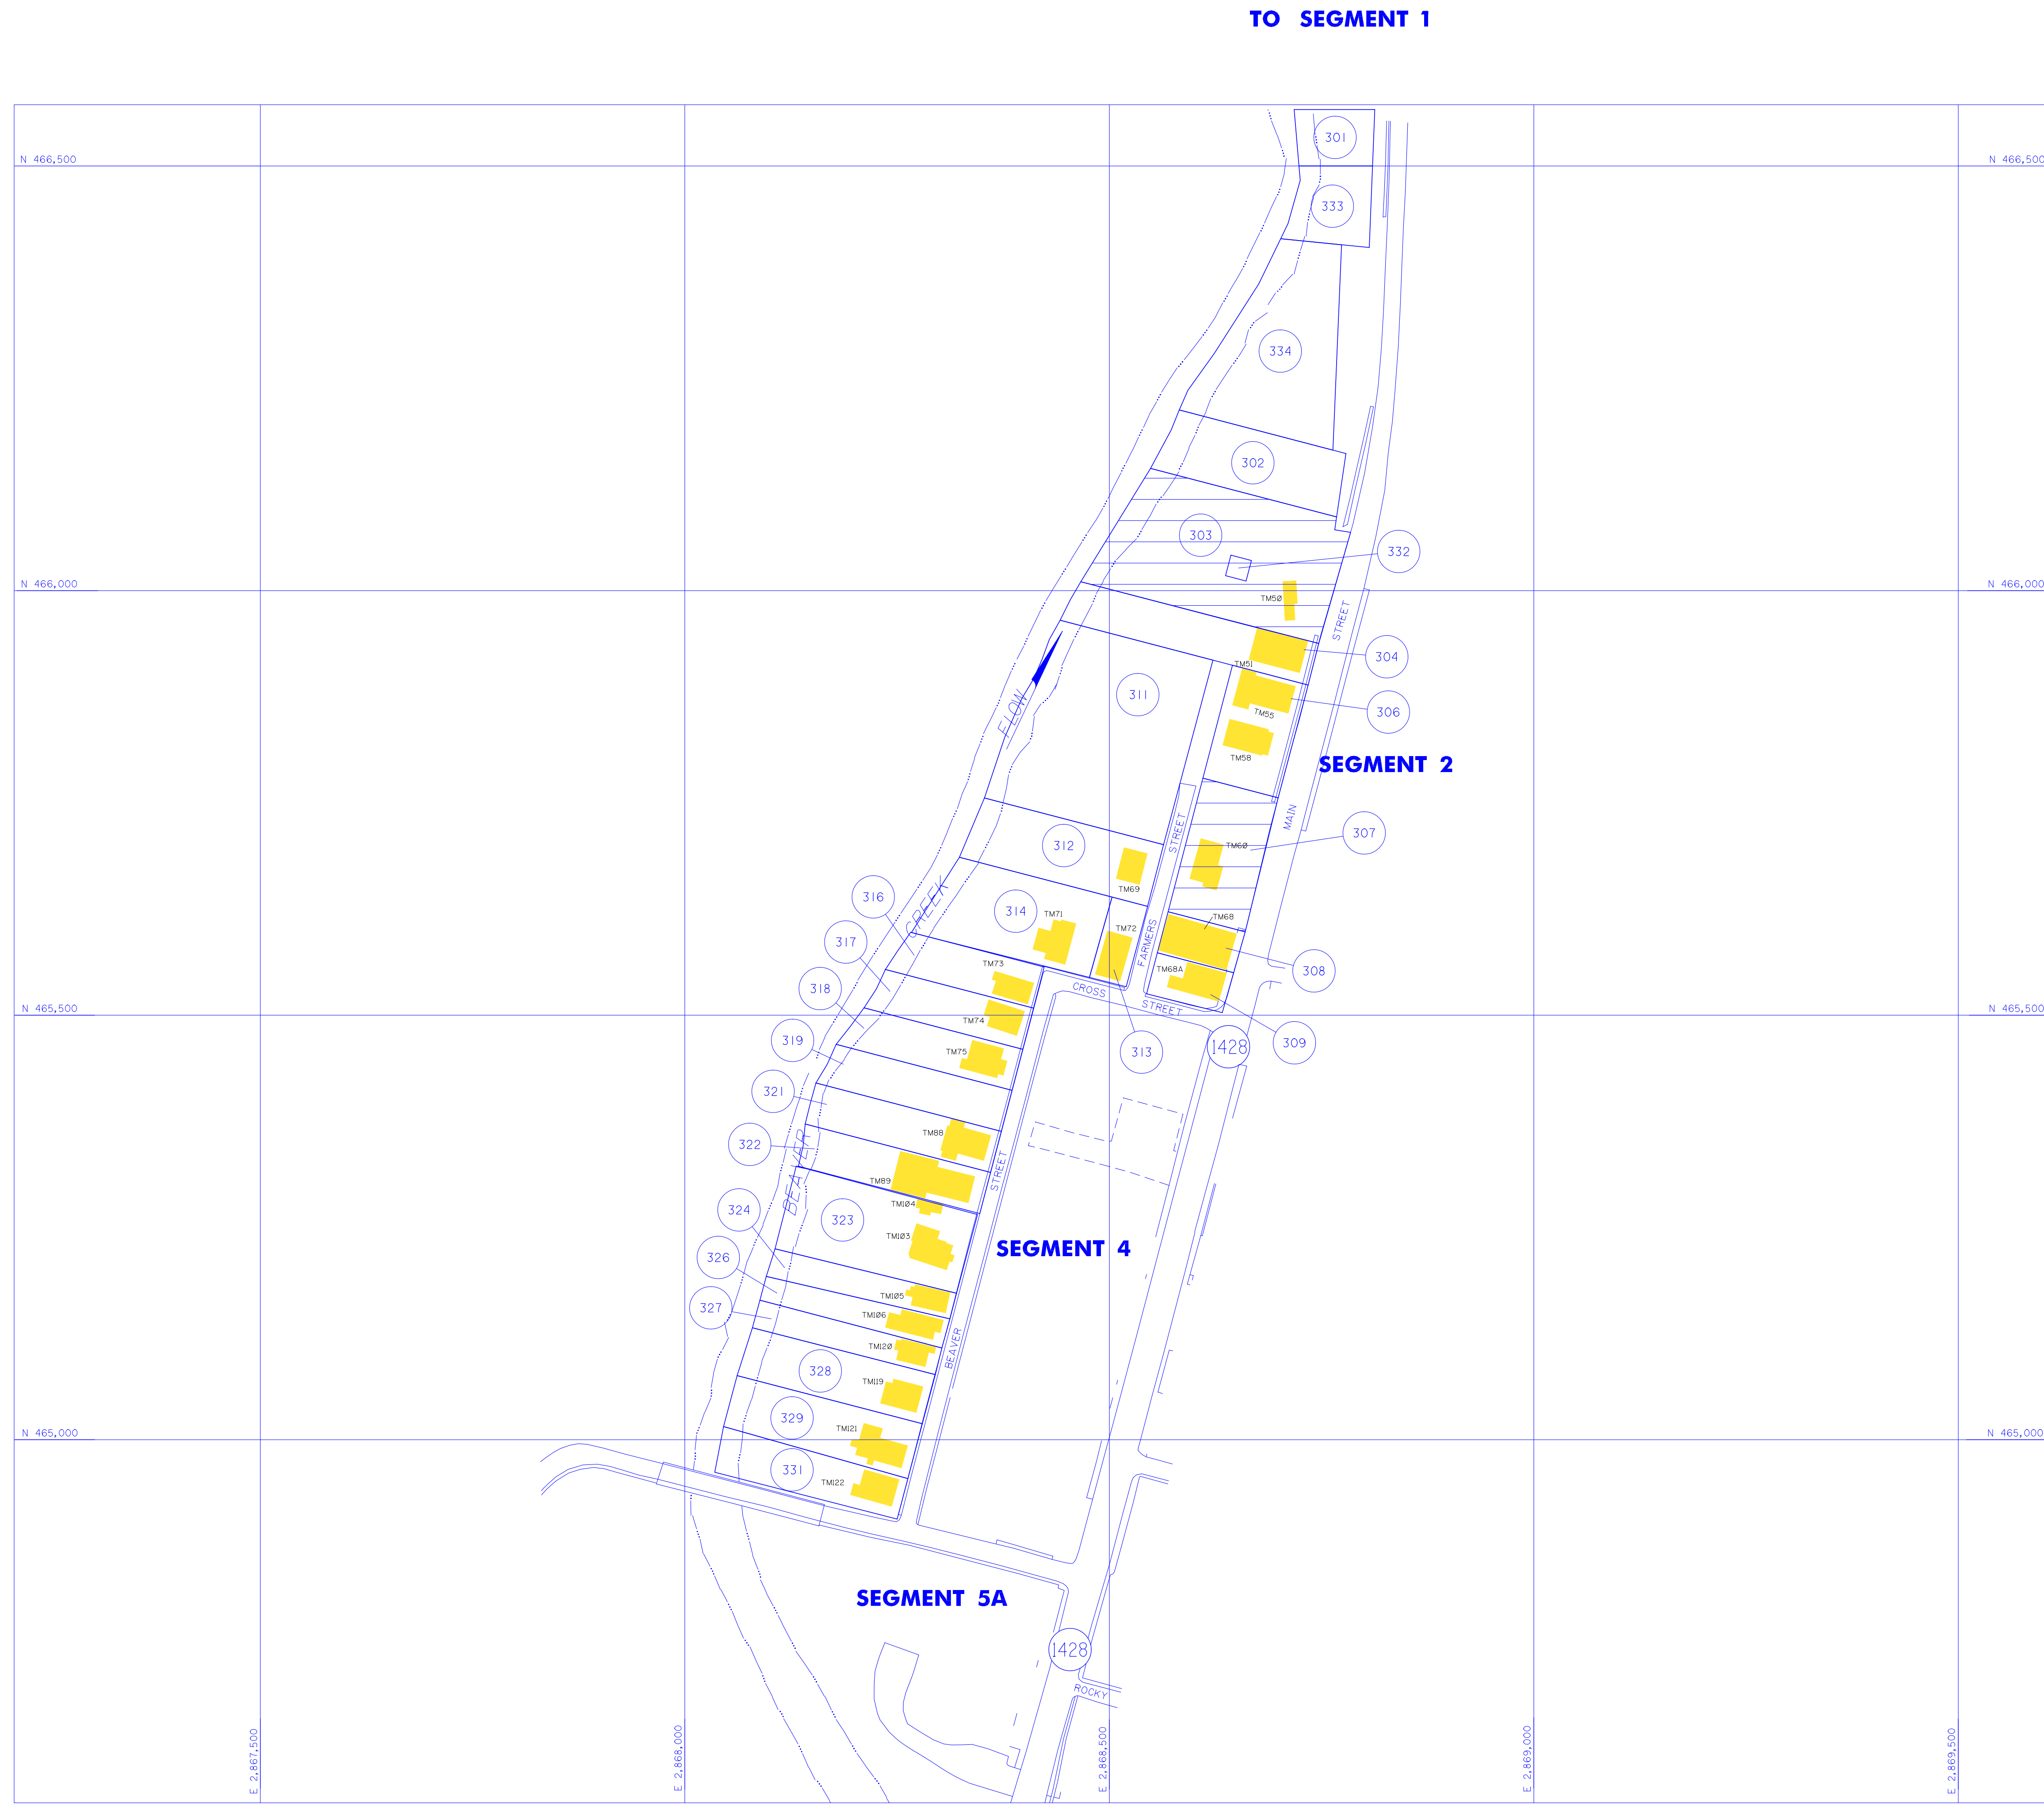 TO SEGMENT 1
301
N 466,500
N 466,500
333
334
302
303
332
N 466,000
N 466,000
TM50
STREET
304
TM51
311
306
TM55
FLOW
TM58
SEGMENT 2
MAIN
307
STREET
312
TM60
TM69
316
CREEK
314
TM71
TM68
TM72
317
FARMERS
TM73
TM68A
308
318
CROSS
STREET
N 465,500
N 465,500
TM74
319
TM75
313
1428
309
321
TM88
322
BEAVER
STREET
TM89
324
323
TM104
TM103
SEGMENT 4
326
TM105
327
TM106
TM120
BEAVER
328
TM119
329
TM121
N 465,000
N 465,000
331
TM122
SEGMENT 5A
1428
ROCKY
E 2,867,500
E 2,868,000
E 2,868,500
E 2,869,000
E 2,869,500